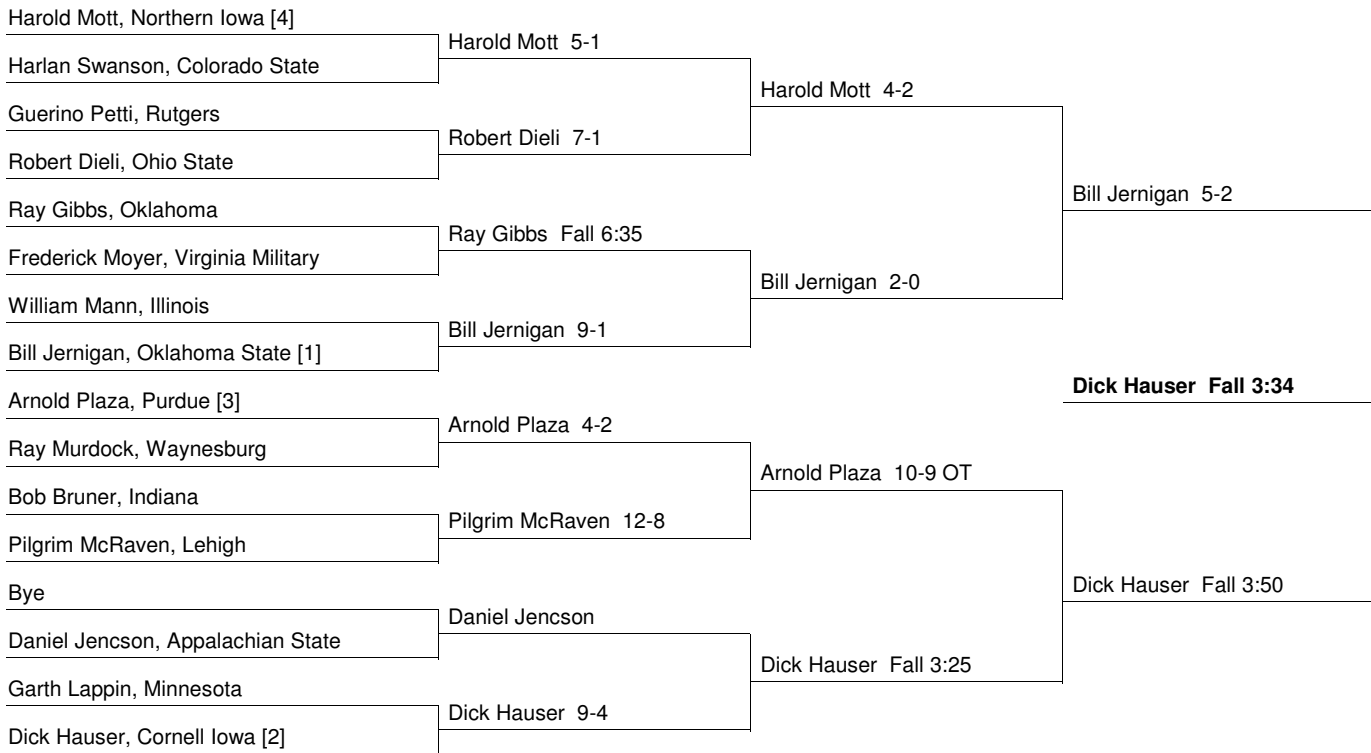 Harold Mott, Northern Iowa [4]
Harlan Swanson, Colorado State
Guerino Petti, Rutgers
Robert Dieli, Ohio State
Ray Gibbs, Oklahoma
Frederick Moyer, Virginia Military
William Mann, Illinois
Bill Jernigan, Oklahoma State [1]
Arnold Plaza, Purdue [3]
Ray Murdock, Waynesburg
Bob Bruner, Indiana
Pilgrim McRaven, Lehigh
Bye
Daniel Jencson, Appalachian State
Garth Lappin, Minnesota
Dick Hauser, Cornell Iowa [2]
Harold Mott 5-1
Robert Dieli 7-1
Ray Gibbs Fall 6:35
Bill Jernigan 9-1
Arnold Plaza 4-2
Pilgrim McRaven 12-8
Daniel Jencson
Dick Hauser 9-4
Harold Mott 4-2
Bill Jernigan 2-0
Arnold Plaza 10-9 OT
Dick Hauser Fall 3:25
Bill Jernigan 5-2
Dick Hauser Fall 3:50
Dick Hauser Fall 3:34